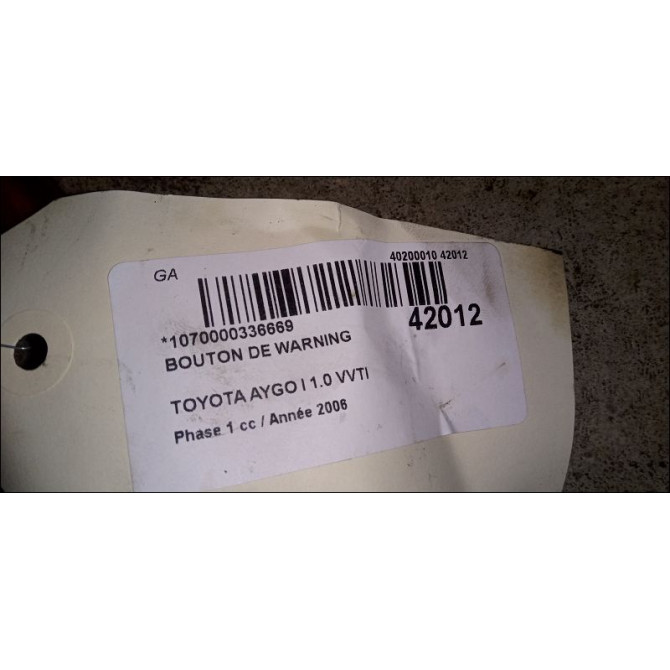 GA
40200010 42012
*1070000336669
42012
BOUTON DE WARNING
TOYOTA AYGO I 1.0 VVTI
Phase 1 cc / Année 2006